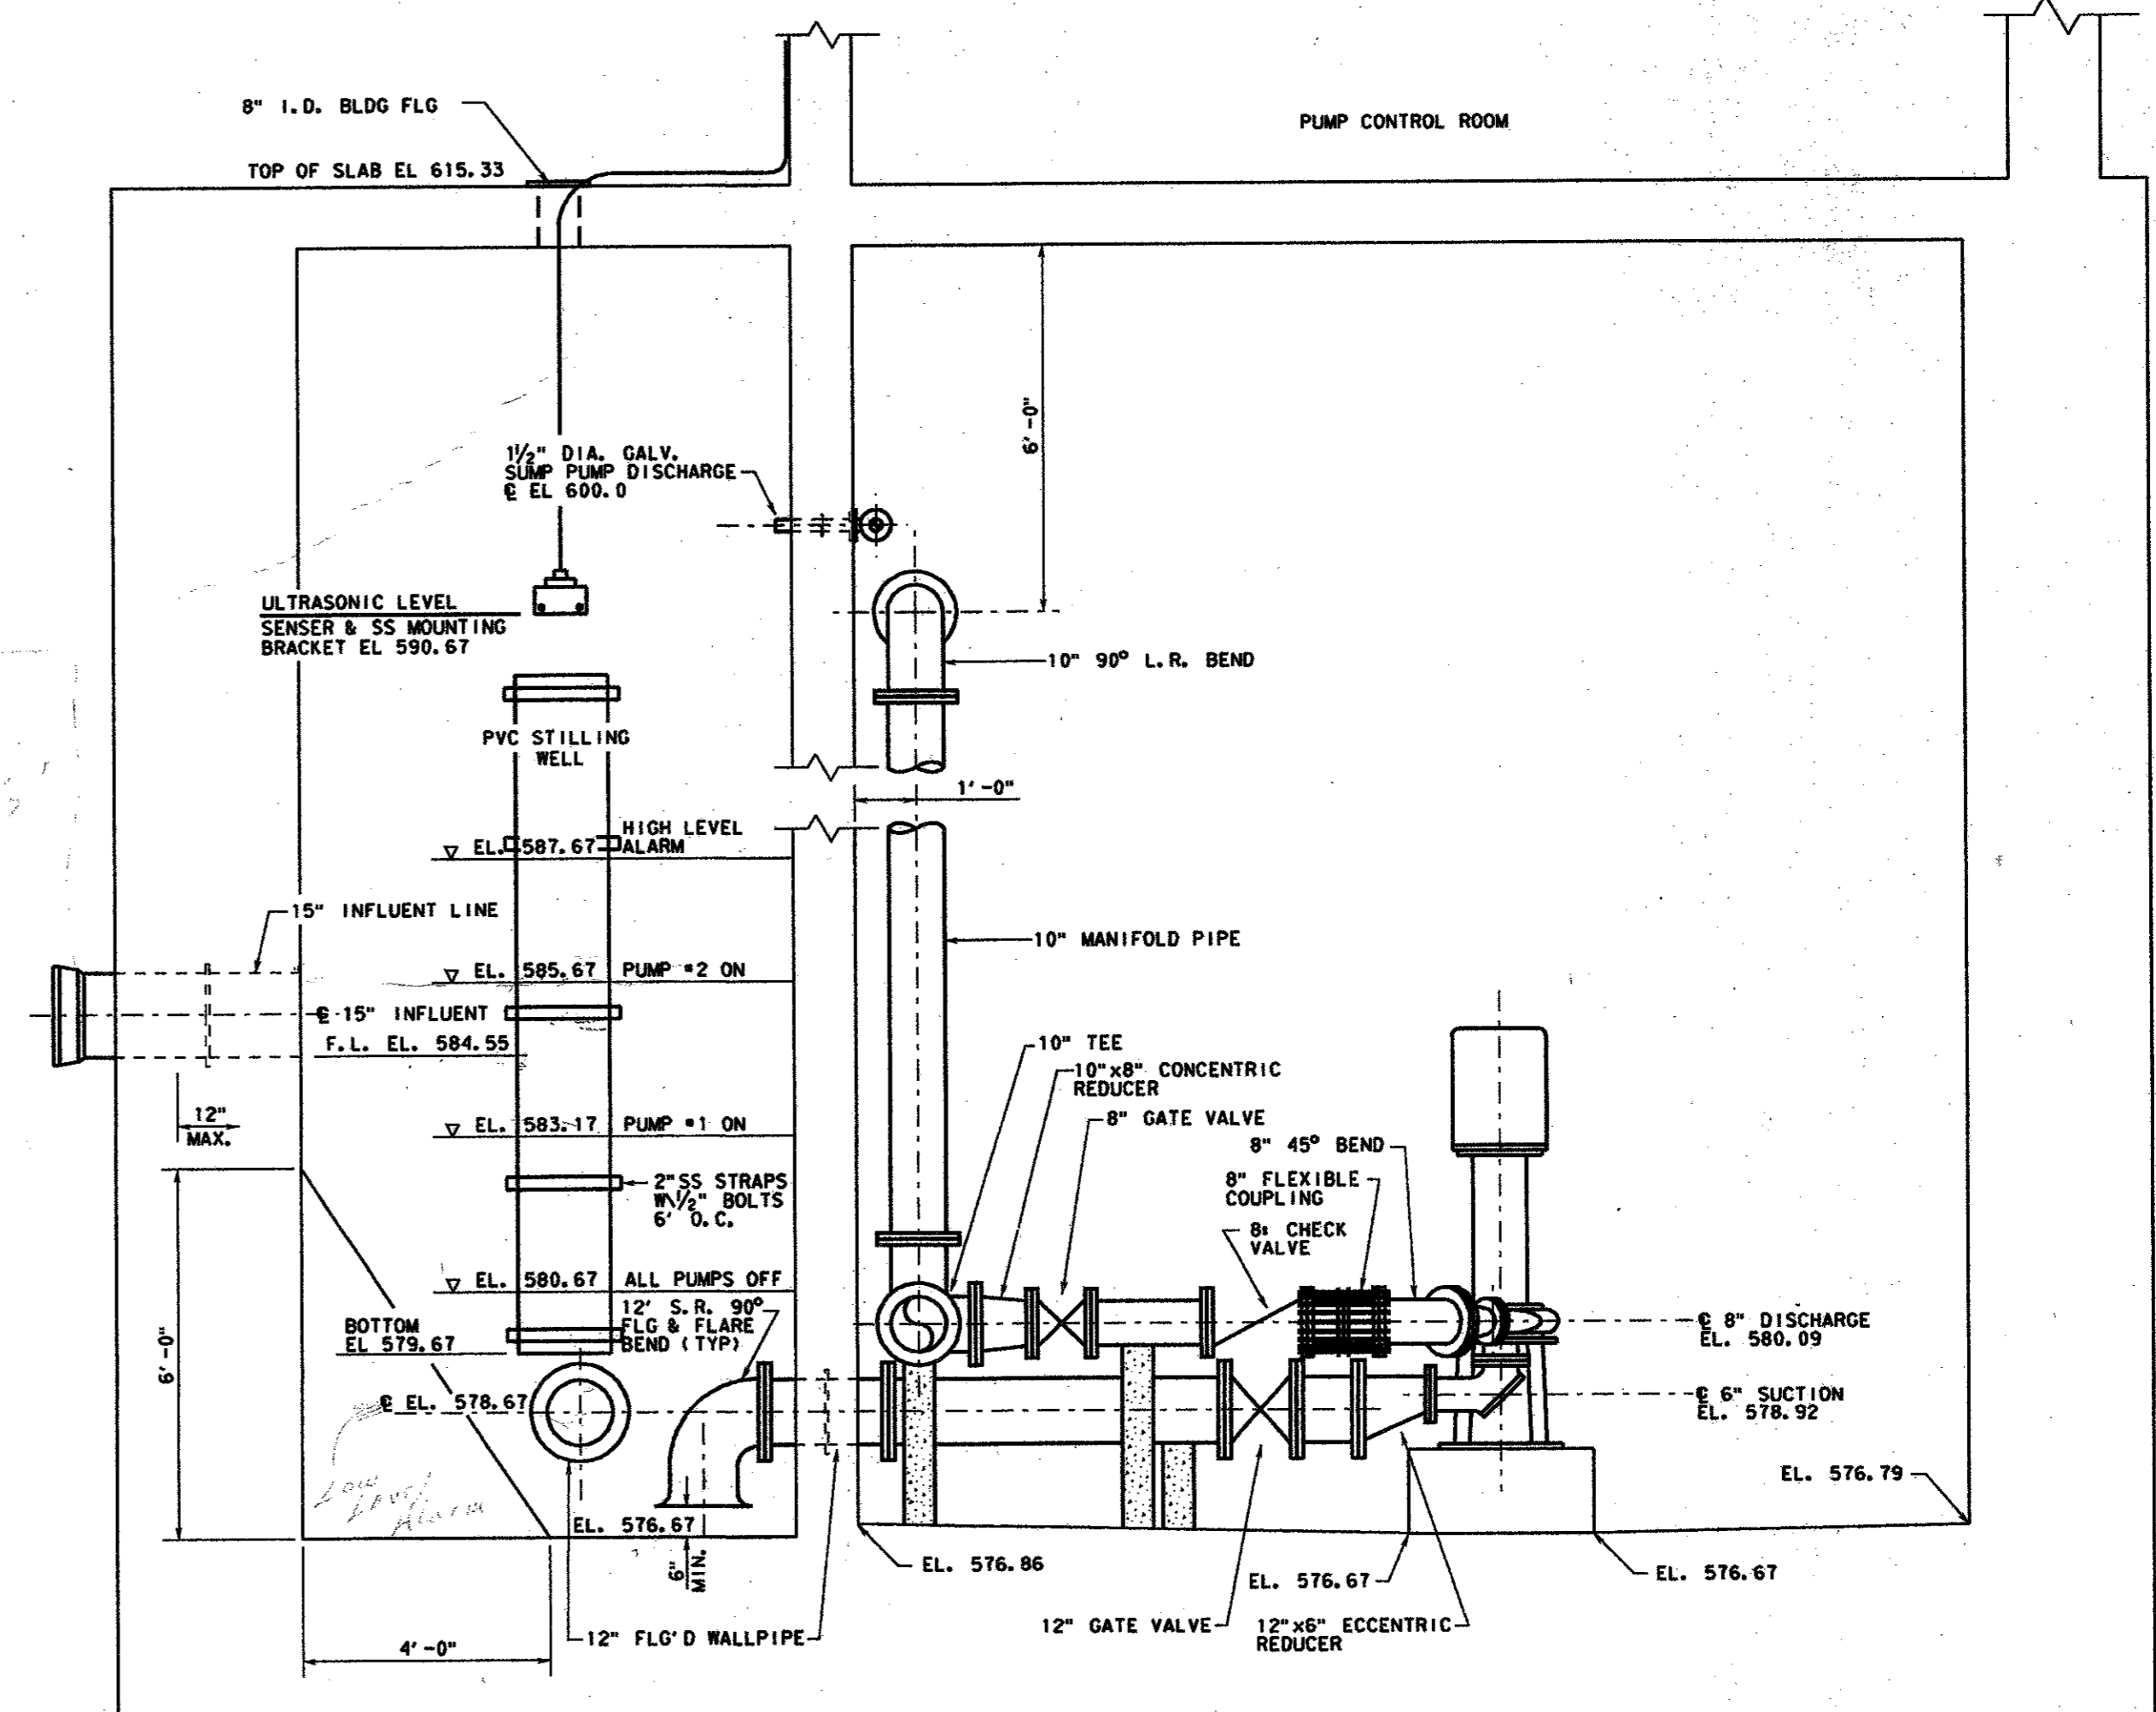 8" I.D. BLDG FLG
PUMP CONTROL ROOM
TOP OF SLAB EL 615.33
6'-0"
1½" DIA. GALV.
SUMP PUMP DISCHARGE
℄ EL 600.0
ULTRASONIC LEVEL
SENSER & SS MOUNTING
BRACKET EL 590.67
10" 90° L.R. BEND
PVC STILLING
WELL
1'-0"
HIGH LEVEL
ALARM
EL. 587.67
15" INFLUENT LINE
10" MANIFOLD PIPE
EL. 585.67 PUMP #2 ON
℄ 15" INFLUENT
F.L. EL. 584.55
10" TEE
10"x8" CONCENTRIC
REDUCER
8" GATE VALVE
12"
MAX.
EL. 583.17 PUMP #1 ON
8" 45° BEND
8" FLEXIBLE
COUPLING
2"SS STRAPS
W\1/2" BOLTS
6' O.C.
8" CHECK
VALVE
EL. 580.67 ALL PUMPS OFF
12' S.R. 90°
FLG & FLARE
BEND (TYP)
BOTTOM
EL 579.67
℄ 8" DISCHARGE
EL. 580.09
6'-0"
℄ EL. 578.67
℄ 6" SUCTION
EL. 578.92
Low
Level
Alarm
EL. 576.79
EL. 576.67
6"
MIN.
EL. 576.86
EL. 576.67
EL. 576.67
12" GATE VALVE
12"x6" ECCENTRIC
REDUCER
12" FLG'D WALLPIPE
4'-0"